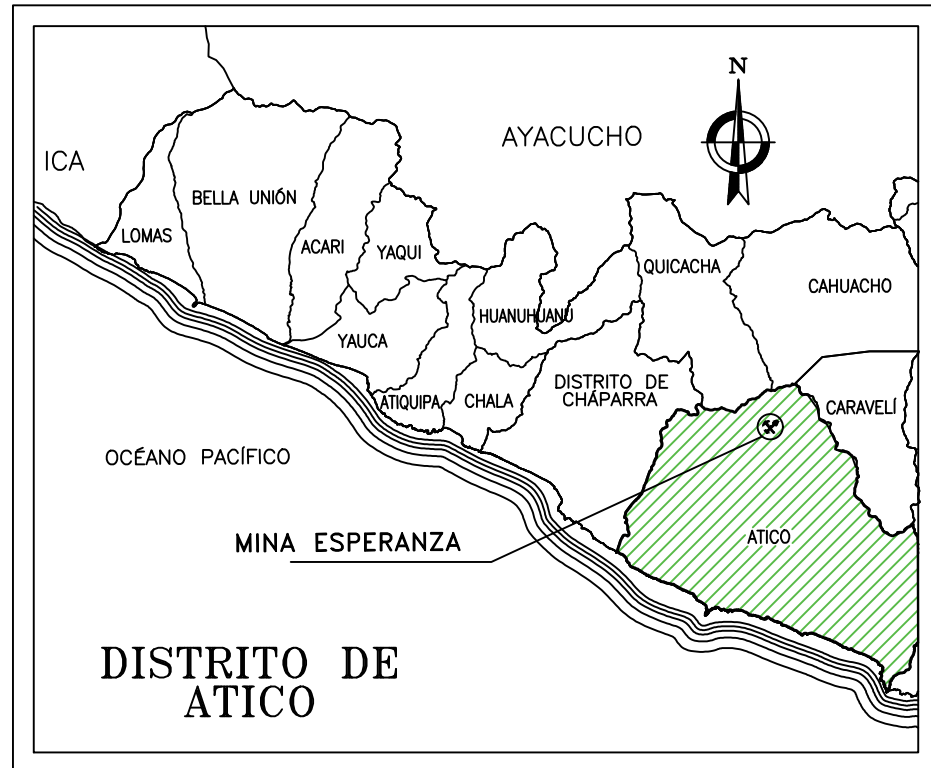 N
AYACUCHO
ICA
BELLA UNIÓN
LOMAS
ACARI
YAQUI
QUICACHA
CAHUACHO
HUANUHUANU
YAUCA
DISTRITO DE
CHÁPARRA
ATIQUIPA
CHALA
CARAVELÍ
OCÉANO PACÍFICO
MINA ESPERANZA
ATICO
DISTRITO DE
ATICO